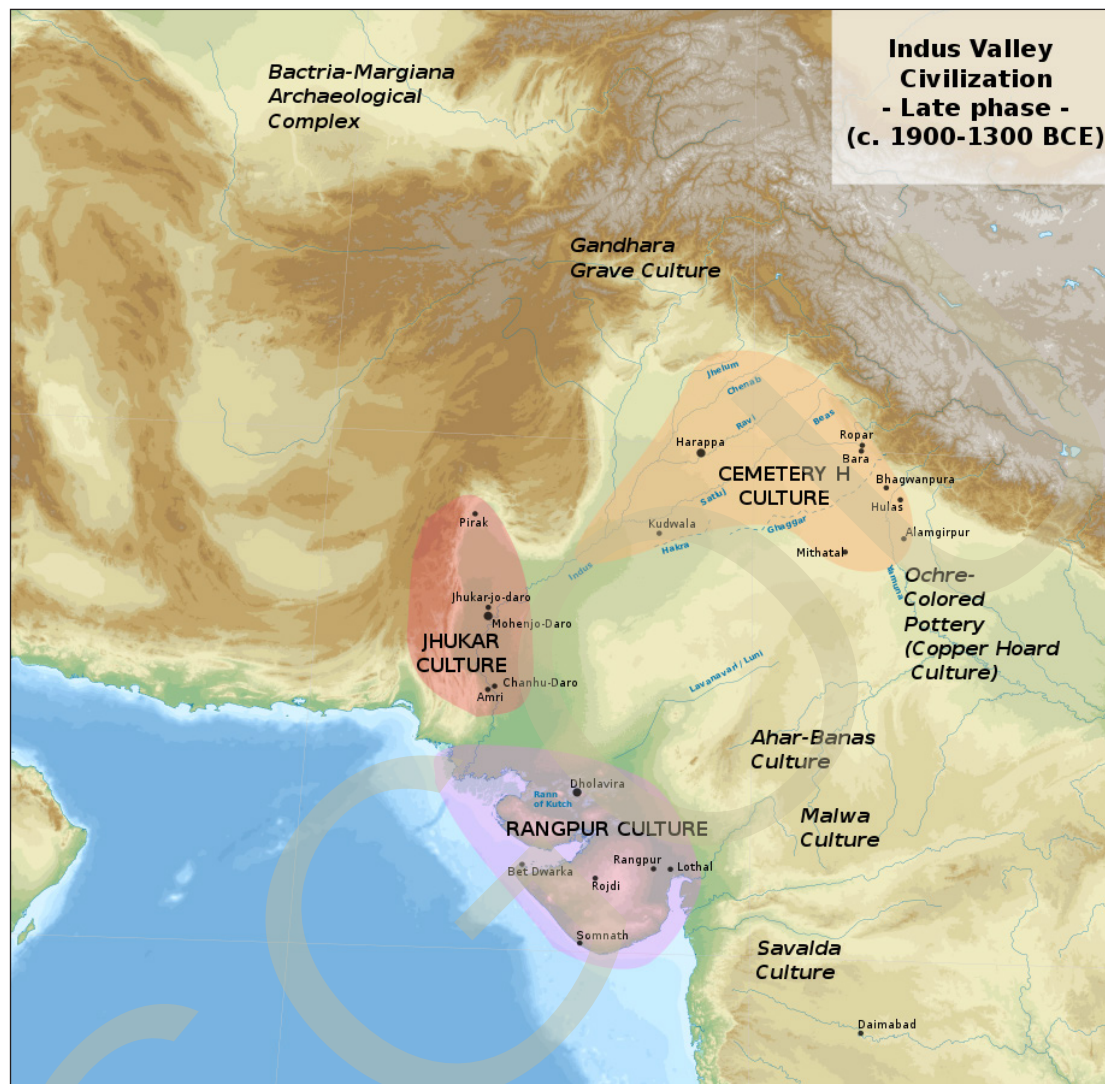 Indus Valley
Civilization
- Late phase -
(c. 1900-1300 BCE)
Bactria-Margiana
Archaeological
Complex
Gandhara
Grave Culture
Jhelum
Chenab
Ravi
Beas
Harappa
Ropar
Bara
CEMETERY H
CULTURE
Bhagwanpura
Satluj
Hulas
Pirak
Kudwala
Ghaggar
Alamgirpur
Hakra
Mithatal
Indus
Yamuna
Ochre-
Colored
Pottery
(Copper Hoard
Culture)
Jhukar-jo-daro
Mohenjo-Daro
JHUKAR
CULTURE
Lavanavari / Luni
Chanhu-Daro
Amri
Ahar-Banas
Culture
Dholavira
Rann
of Kutch
Malwa
Culture
RANGPUR CULTURE
Bet Dwarka
Rangpur
Lothal
Rojdi
Somnath
Savalda
Culture
Daimabad